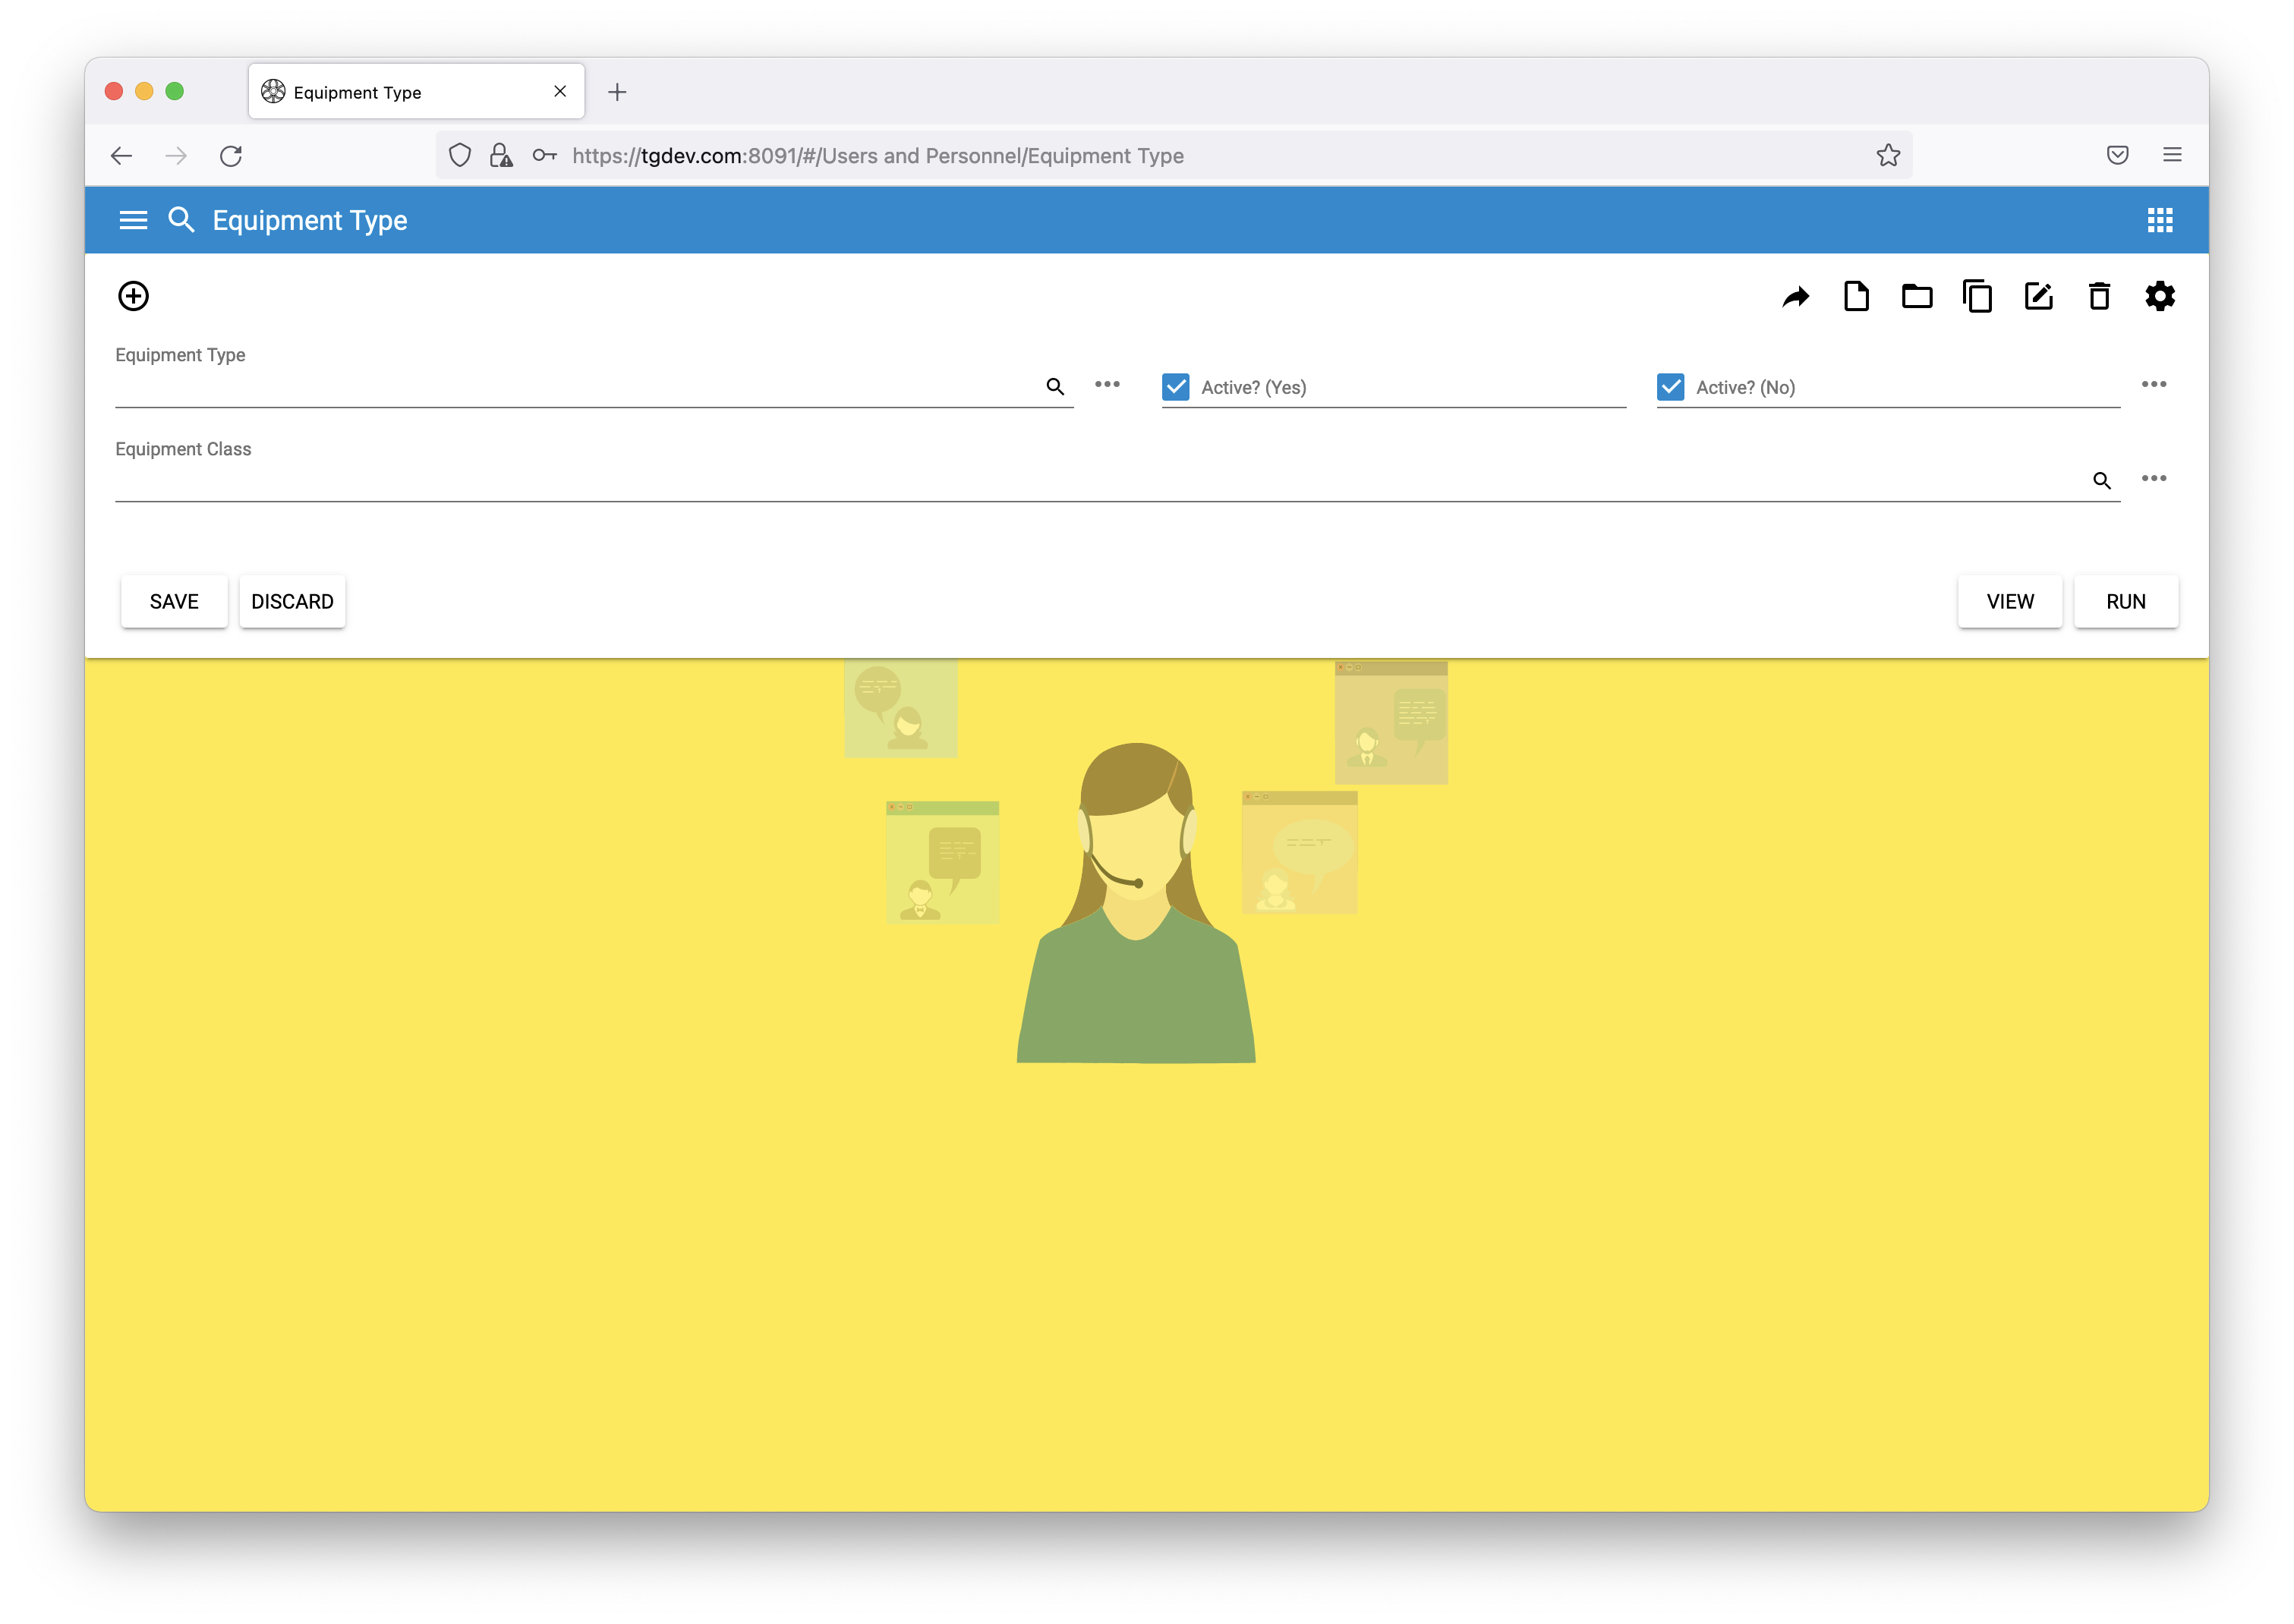 Equipment Type
https://tgdev.com:8091/#/Users and Personnel/Equipment Type
Equipment Type
Equipment Type
Active? (Yes)
Active? (No)
Equipment Class
SAVE
DISCARD
VIEW
RUN